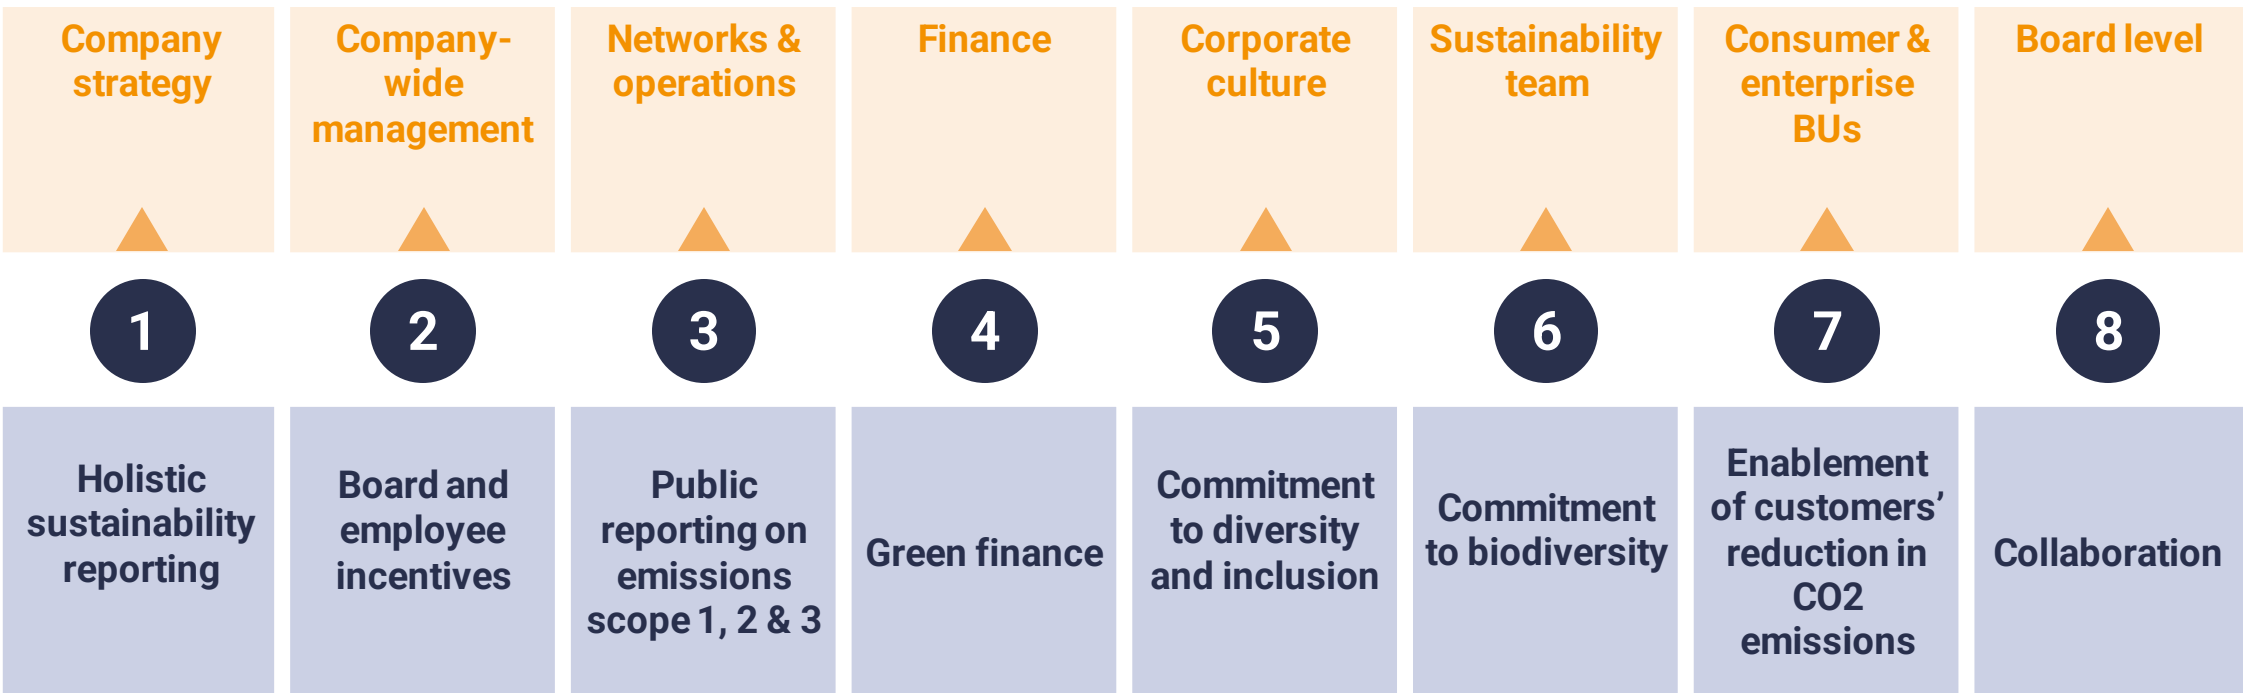 Company
strategy
Company-
wide
management
Networks &
operations
Finance
Corporate
culture
Sustainability
team
Consumer &
enterprise
BUs
Board level
1
2
3
4
5
6
7
8
Holistic
sustainability
reporting
Board and
employee
incentives
Public
reporting on
emissions
scope 1, 2 & 3
Green finance
Commitment
to diversity
and inclusion
Commitment
to biodiversity
Enablement
of customers’
reduction in
CO2
emissions
Collaboration